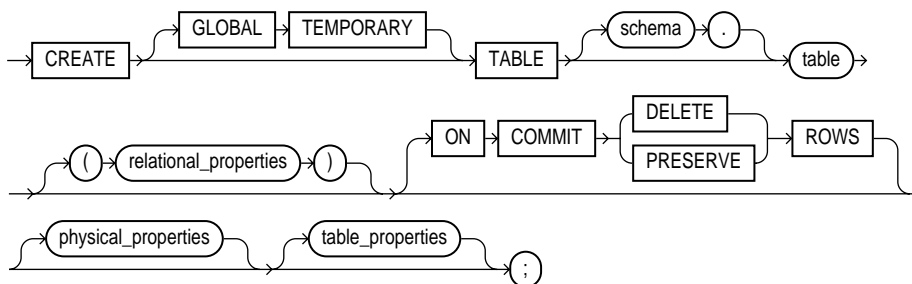 GLOBAL TEMPORARY schema .
CREATE TABLE table
DELETE
ON COMMIT ROWS
( relational_properties ) PRESERVE
physical_properties table_properties
;